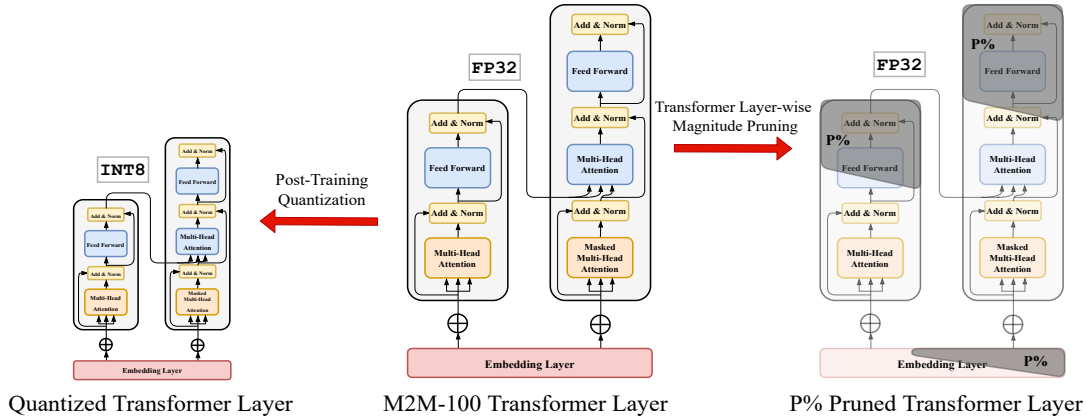 INT8
Add & Norm
Feed Forward
Add & Norm
Multi-Head
Attention
Add & Norm
Feed Forward
Add & Norm
Multi-Head
Attention
Add & Norm
Masked
Multi-Head
Attention
Embedding Layer
Quantized Transformer Layer
Post-Training
Quantization
FP32
Add & Norm
Feed Forward
Add & Norm
Multi-Head
Attention
Add & Norm
Feed Forward
Add & Norm
Multi-Head
Attention
Add & Norm
Masked
Multi-Head
Attention
Embedding Layer
M2M-100 Transformer Layer
Transformer Layer-wise
Magnitude Pruning
FP32
Add & Norm
P%
Feed Forward
Add & Norm
Multi-Head
Attention
Add & Norm
P%
Feed Forward
Add & Norm
Multi-Head
Attention
Add & Norm
Masked
Multi-Head
Attention
Embedding Layer
P%
P% Pruned Transformer Layer